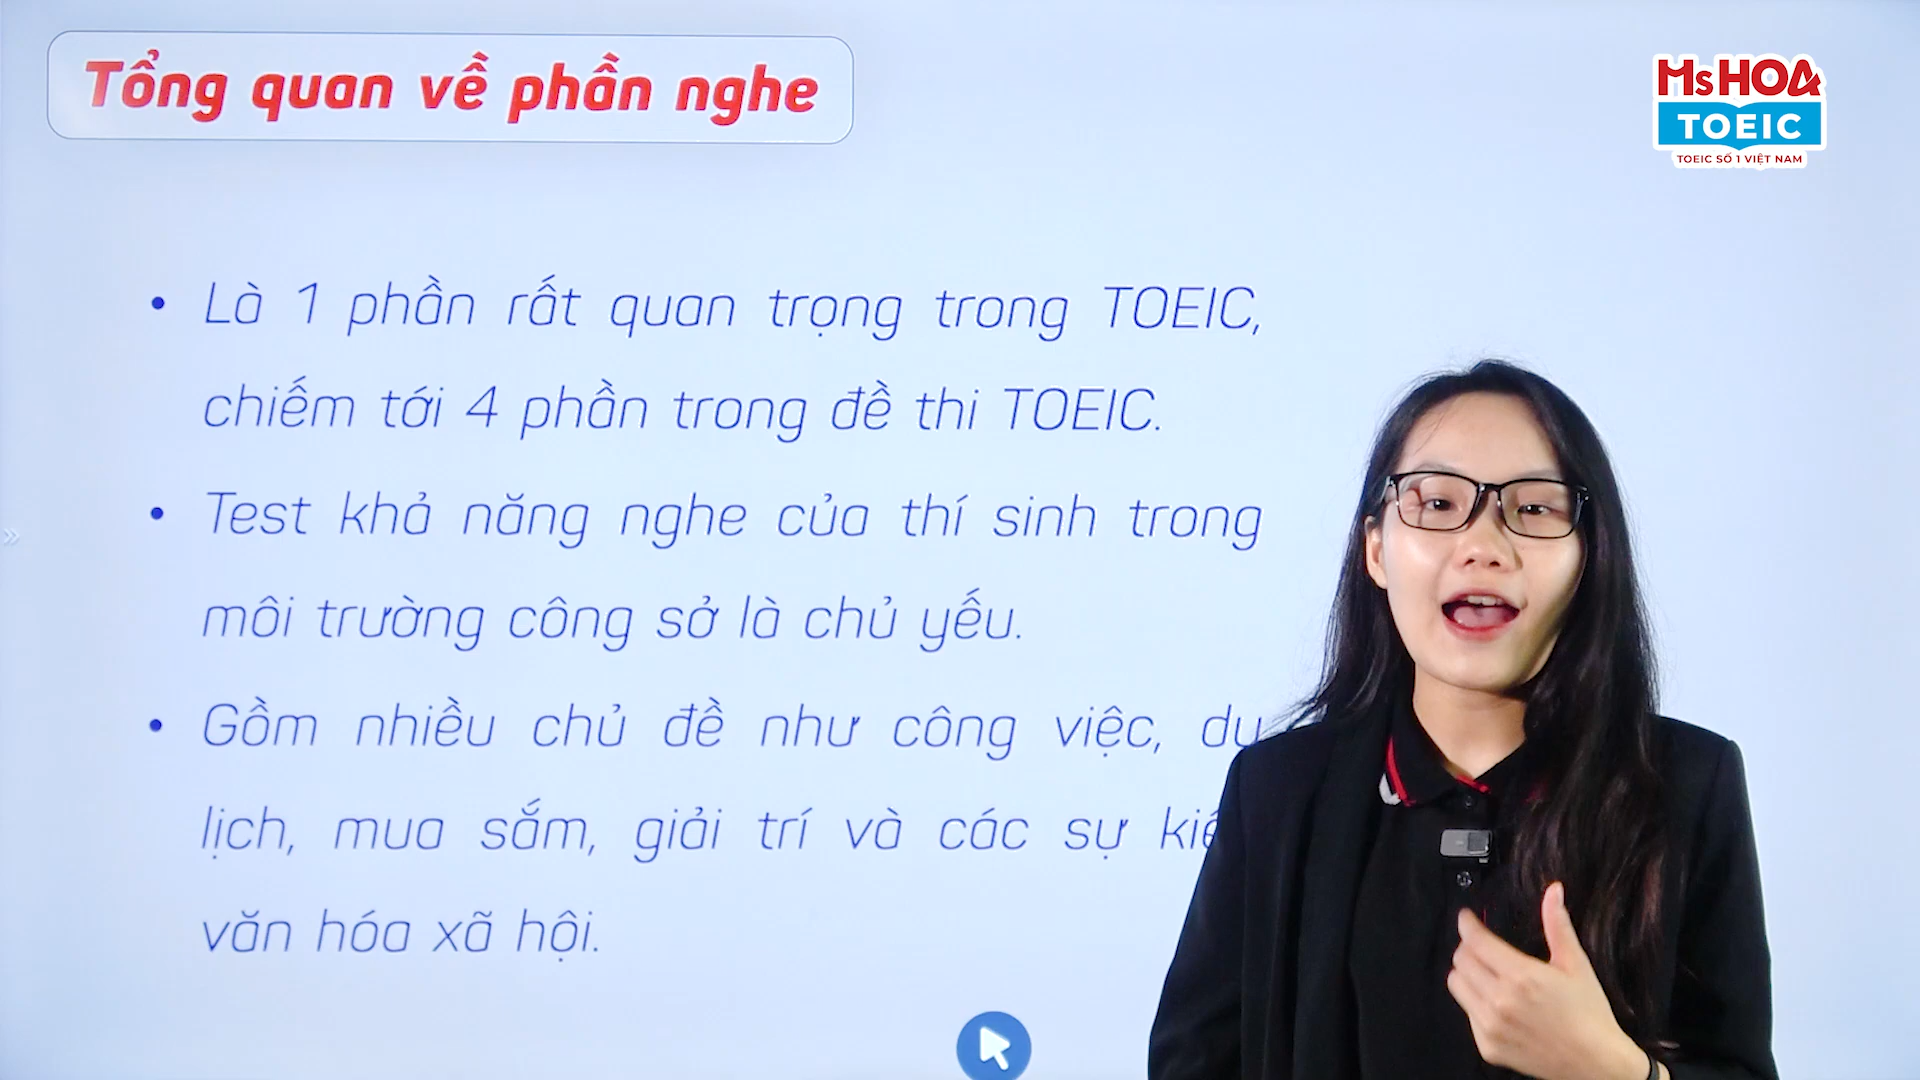 Tổng quan về phần nghe
MsHOA
TOEIC
TOEIC SỐ 1 VIỆT NAM
• Là 1 phần rất quan trọng trong TOEIC,
chiếm tới 4 phần trong đề thi TOEIC.
• Test khả năng nghe của thí sinh trong
môi trường công sở là chủ yếu.
• Gồm nhiều chủ đề như công việc, du
lịch, mua sắm, giải trí và các sự
văn hóa xã hội.